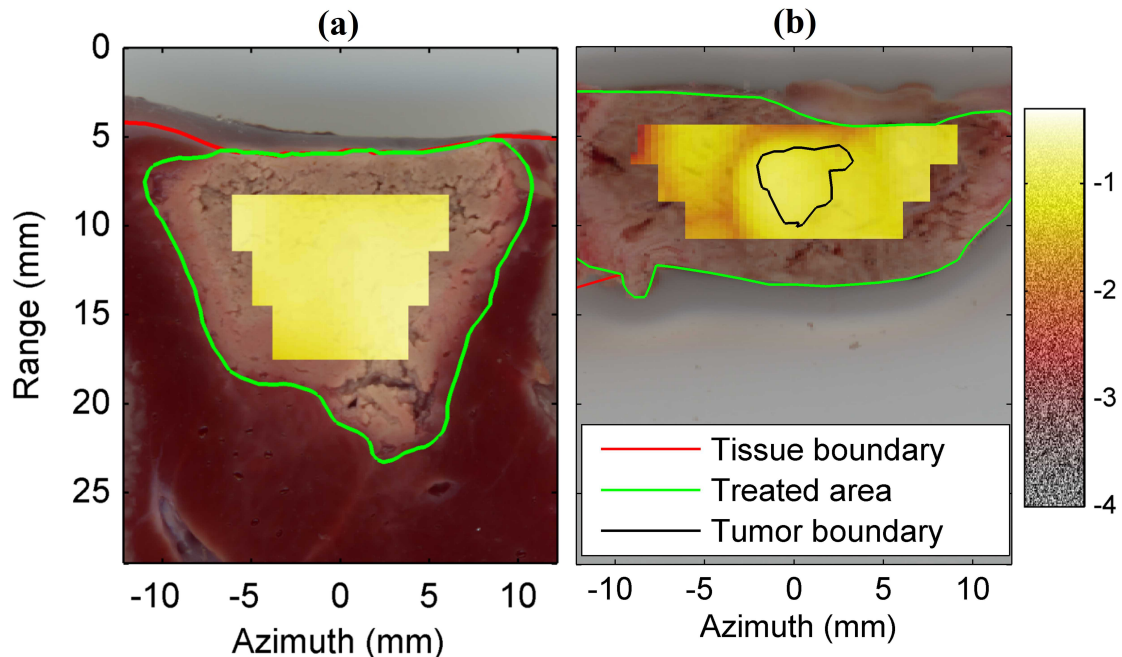 (a) (b)
0
5
10
15
20
25
Range (mm)
-10 -5 0 5 10
Azimuth (mm)
-10 -5 0 5 10
Azimuth (mm)
Tissue boundary
Treated area
Tumor boundary
-1
-2
-3
-4